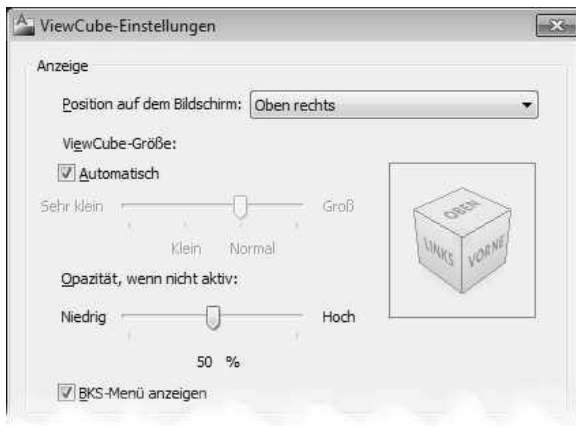 ViewCube-Einstellungen
Anzeige
Position auf dem Bildschirm: Oben rechts
ViewCube-Größe:
Automatisch
Sehr klein Groß
Klein Normal
OBEN
LINKS VORNE
Opazität, wenn nicht aktiv:
Niedrig Hoch
50 %
BKS-Menü anzeigen